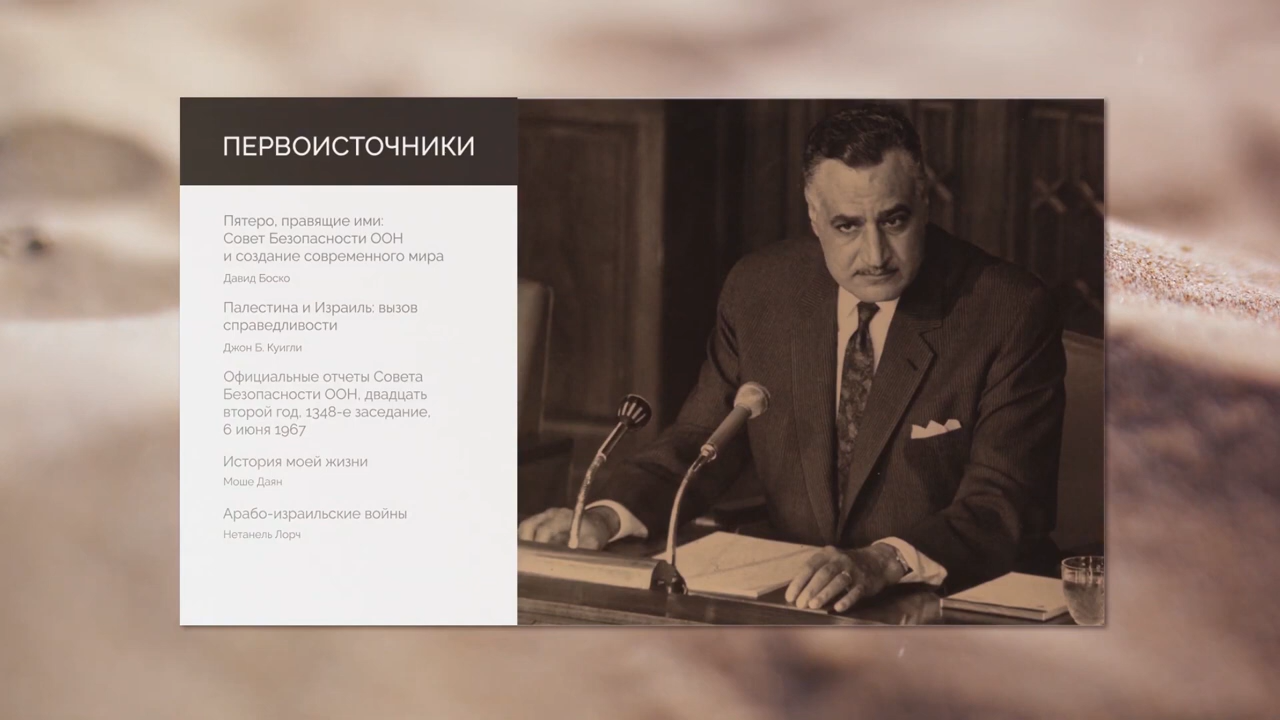 ПЕРВОИСТОЧНИКИ
Пятеро, правящие ими:
Совет Безопасности ООН
и создание современного мира
Давид Боско
Палестина и Израиль: вызов
справедливости
Джон Б. Куигли
Официальные отчеты Совета
Безопасности ООН, двадцать
второй год, 1348-е заседание,
6 июня 1967
История моей жизни
Моше Даян
Арабо-израильские войны
Нетанель Лорч